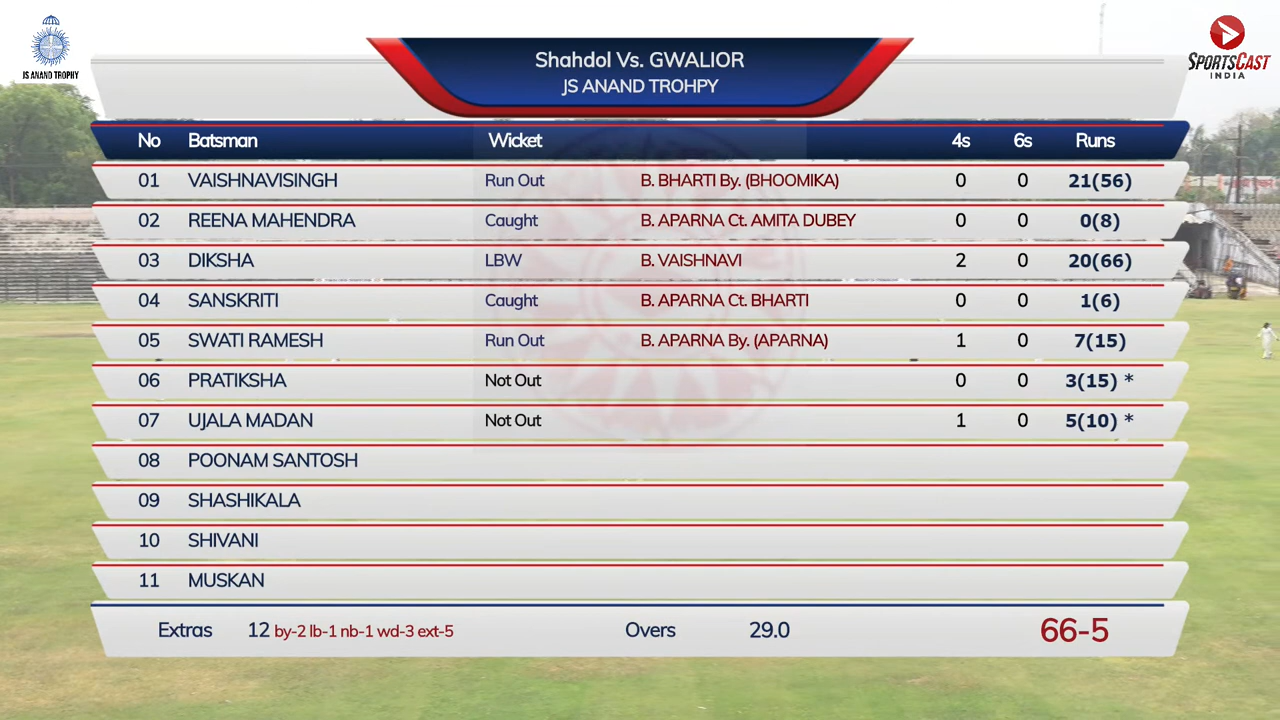 JS ANAND TROPHY
SPORTSCAST
INDIA
Shahdol Vs. GWALIOR
JS ANAND TROHPY
No Batsman Wicket 4s 6s Runs
01 VAISHNAVISINGH Run Out B. BHARTI By. (BHOOMIKA) 0 0 21(56)
02 REENA MAHENDRA Caught B. APARNA Ct. AMITA DUBEY 0 0 0(8)
03 DIKSHA LBW B. VAISHNAVI 2 0 20(66)
04 SANSKRITI Caught B. APARNA Ct. BHARTI 0 0 1(6)
05 SWATI RAMESH Run Out B. APARNA By. (APARNA) 1 0 7(15)
06 PRATIKSHA Not Out 0 0 3(15) *
07 UJALA MADAN Not Out 1 0 5(10) *
08 POONAM SANTOSH
09 SHASHIKALA
10 SHIVANI
11 MUSKAN
Extras 12 by-2 lb-1 nb-1 wd-3 ext-5 Overs 29.0 66-5